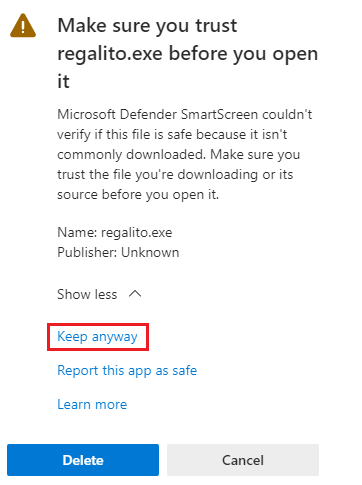 Make sure you trust
regalito.exe before you open
it
Microsoft Defender SmartScreen couldn't
verify if this file is safe because it isn't
commonly downloaded. Make sure you
trust the file you're downloading or its
source before you open it.
Name: regalito.exe
Publisher: Unknown
Show less
Keep anyway
Report this app as safe
Learn more
Delete
Cancel